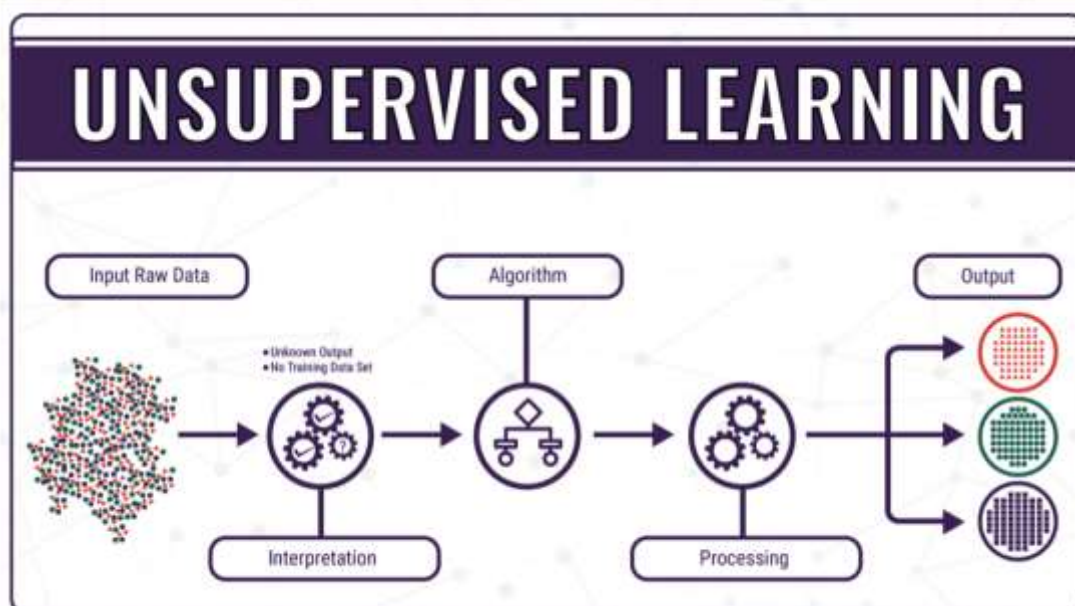 UNSUPERVISED LEARNING
Input Raw Data
Algorithm
Output
• Unknown Output
• No Training Data Set
?
Interpretation
Processing